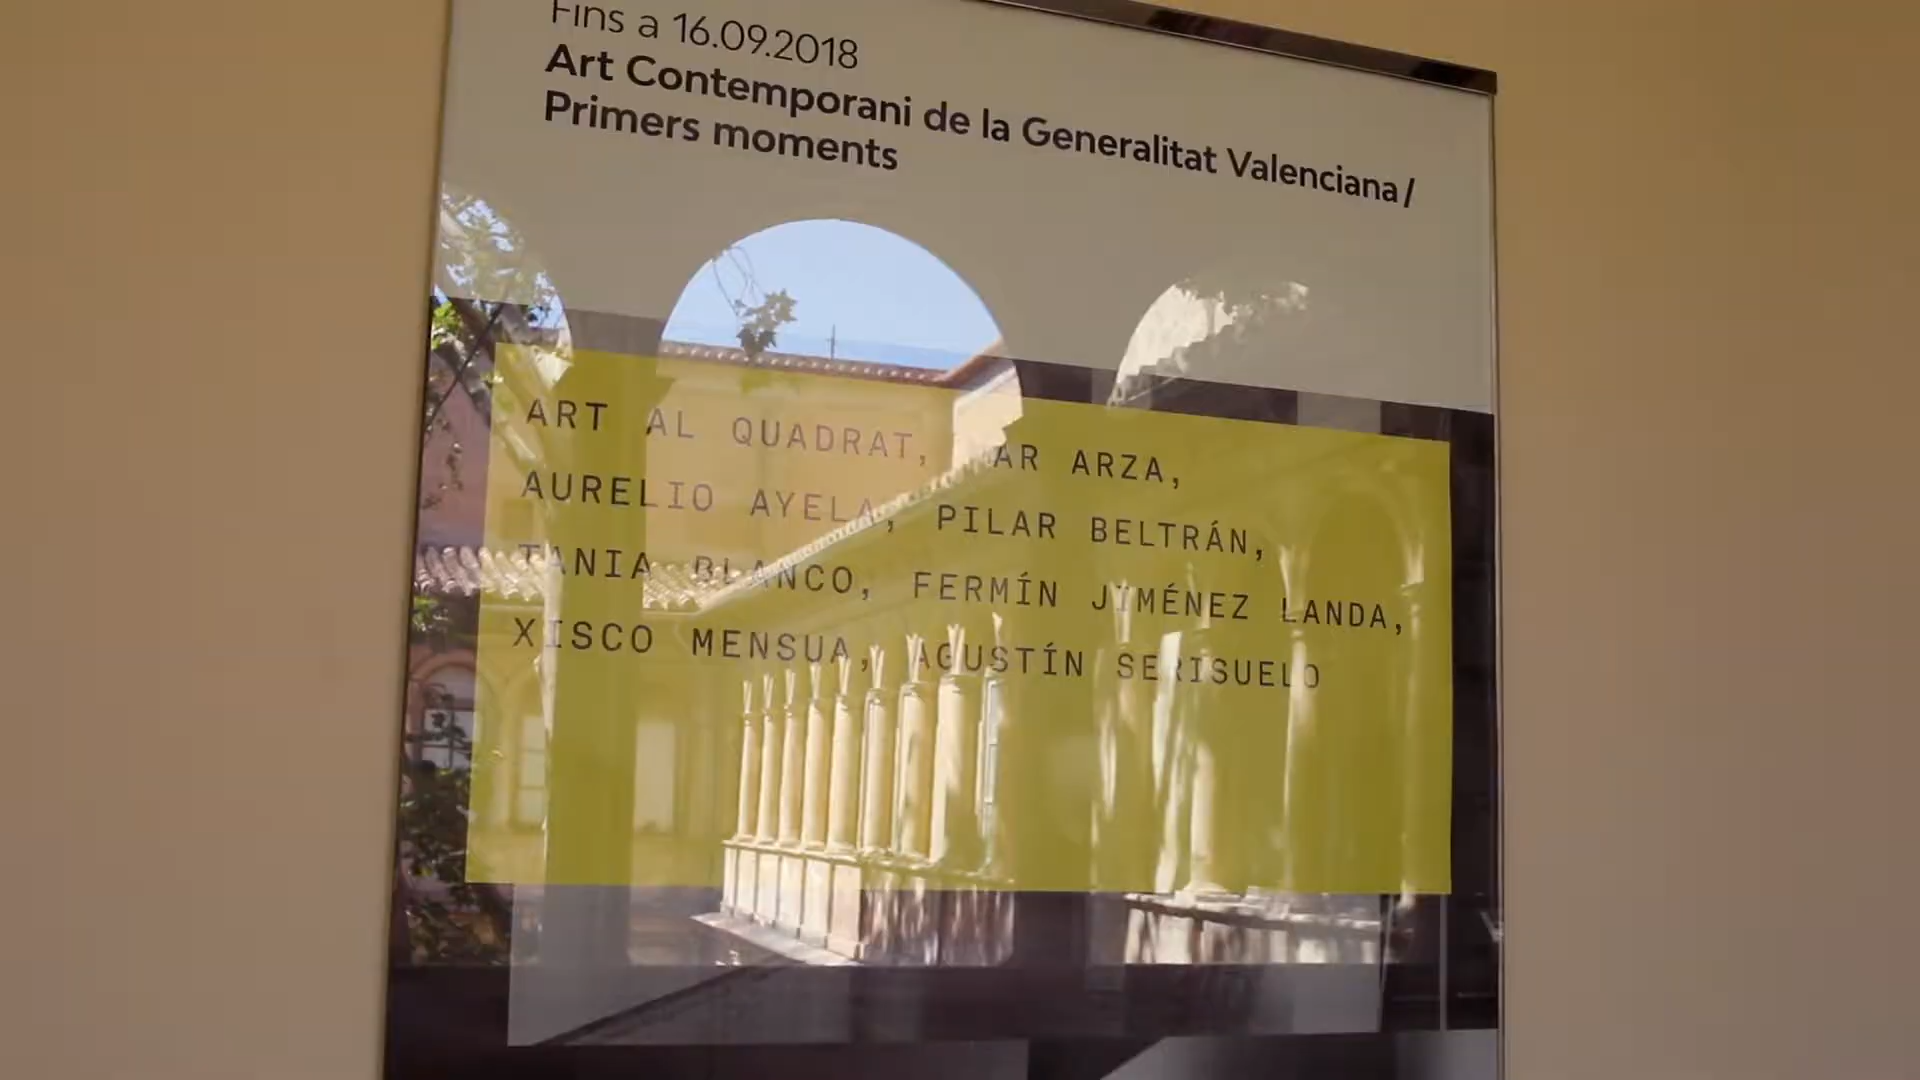 Fins a 16.09.2018
Art Contemporani de la Generalitat Valenciana/
Primers moments
ART AL QUADRAT, MAR ARZA,
AURELIO AYELA, PILAR BELTRÁN,
TANIA BLANCO, FERMÍN JIMÉNEZ LANDA,
XISCO MENSUA, AGUSTÍN SERISUELO